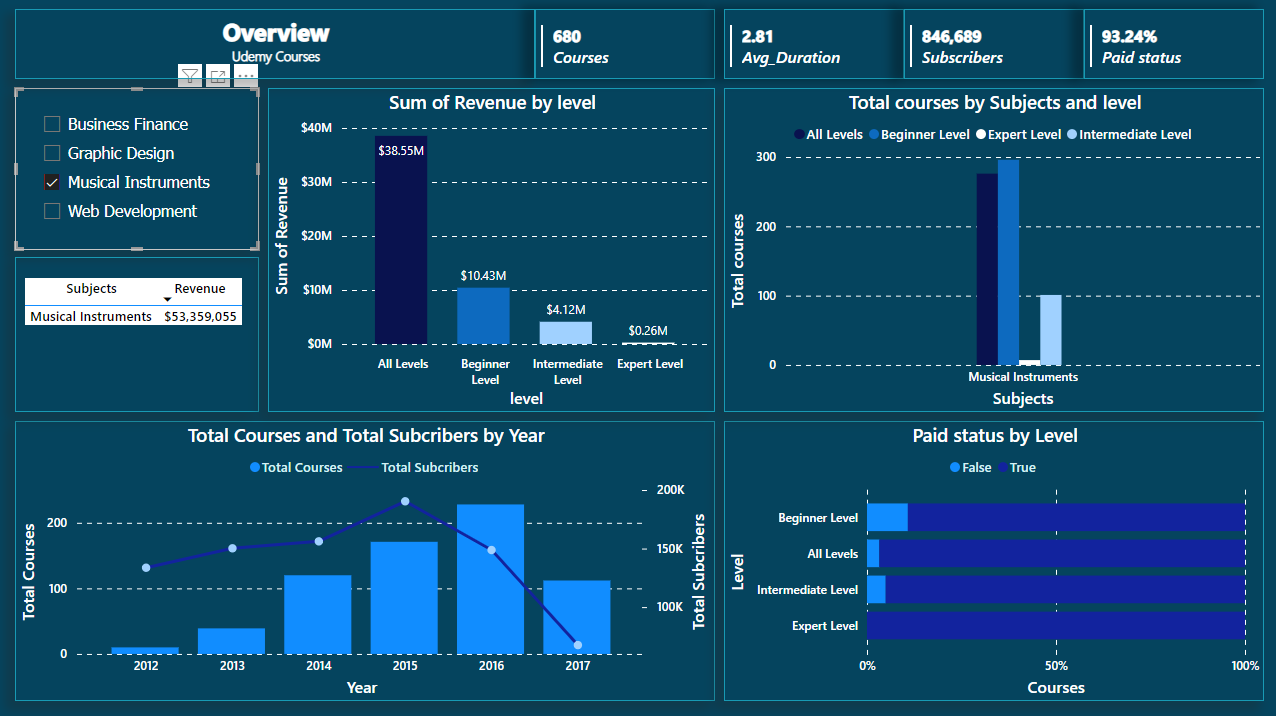 Overview
Udemy Courses
680
Courses
2.81
Avg_Duration
846,689
Subscribers
93.24%
Paid status
Business Finance
Graphic Design
Musical Instruments
Web Development
Subjects Revenue
Musical Instruments $53,359,055
Sum of Revenue by level
Sum of Revenue
$40M
$30M
$20M
$10M
$0M
$38.55M
$10.43M
$4.12M
$0.26M
All Levels
Beginner
Level
Intermediate
Level
Expert Level
level
Total courses by Subjects and level
All Levels Beginner Level Expert Level Intermediate Level
Total courses
300
200
100
0
Musical Instruments
Subjects
Total Courses and Total Subcribers by Year
Total Courses Total Subcribers
Total Courses
200
100
0
200K
150K
100K
Total Subcribers
2012 2013 2014 2015 2016 2017
Year
Paid status by Level
False True
Level
Beginner Level
All Levels
Intermediate Level
Expert Level
0% 50% 100%
Courses